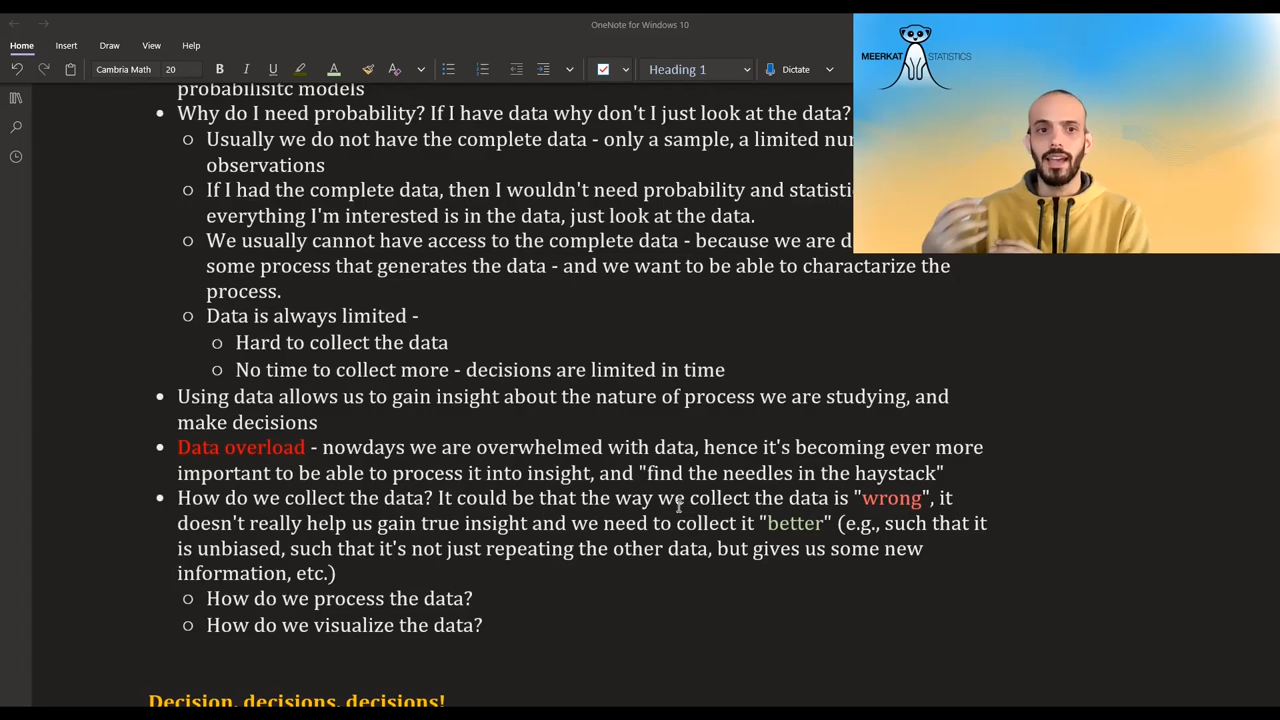 OneNote for Windows 10
Home Insert Draw View Help
Cambria Math 20 B I U A A Heading 1 Dictate
MEERKAT STATISTICS
probabilisitc models
• Why do I need probability? If I have data why don't I just look at the data?
○ Usually we do not have the complete data - only a sample, a limited
observations
○ If I had the complete data, then I wouldn't need probability and
everything I'm interested is in the data, just look at the data.
○ We usually cannot have access to the complete data - because we are
some process that generates the data - and we want to be able to charactarize the
process.
○ Data is always limited -
○ Hard to collect the data
○ No time to collect more - decisions are limited in time
• Using data allows us to gain insight about the nature of process we are studying, and
make decisions
• Data overload - nowdays we are overwhelmed with data, hence it's becoming ever more
important to be able to process it into insight, and "find the needles in the haystack"
• How do we collect the data? It could be that the way we collect the data is "wrong", it
doesn't really help us gain true insight and we need to collect it "better" (e.g., such that it
is unbiased, such that it's not just repeating the other data, but gives us some new
information, etc.)
○ How do we process the data?
○ How do we visualize the data?
Decision, decisions, decisions!